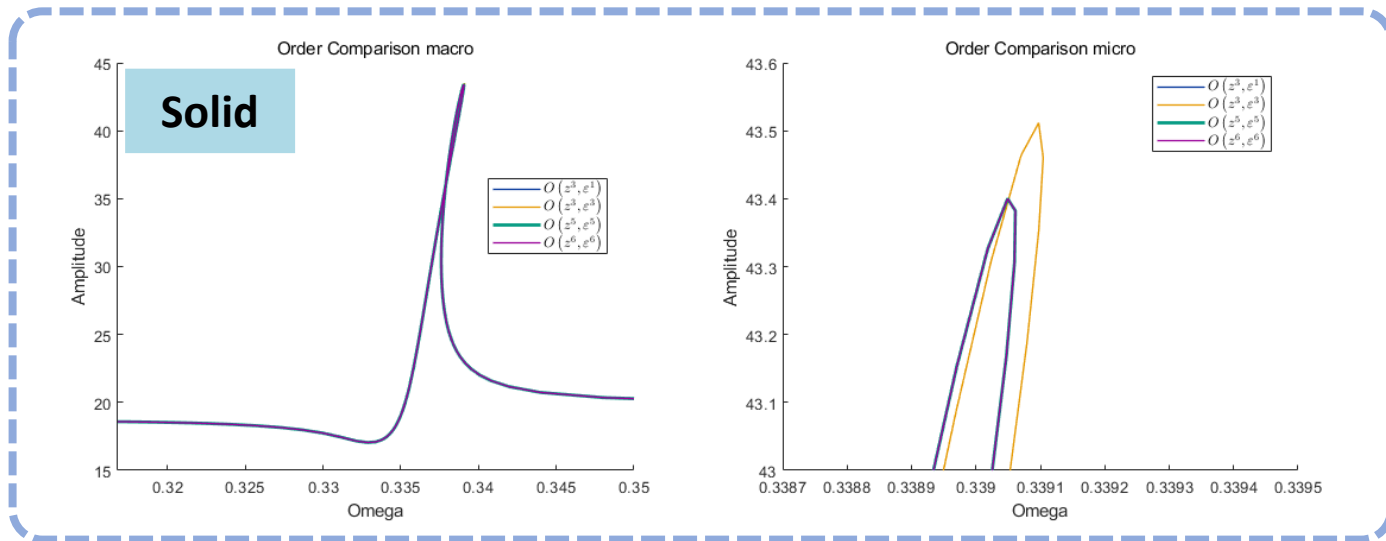 Order Comparison macro
Solid
45
40
35
30
25
20
15
Amplitude
O (z³, ε¹)
O (z³, ε³)
O (z⁵, ε⁵)
O (z⁶, ε⁶)
0.32 0.325 0.33 0.335 0.34 0.345 0.35
Omega
Order Comparison micro
43.6
43.5
43.4
43.3
43.2
43.1
43
Amplitude
O (z³, ε¹)
O (z³, ε³)
O (z⁵, ε⁵)
O (z⁶, ε⁶)
0.3387 0.3388 0.3389 0.339 0.3391 0.3392 0.3393 0.3394 0.3395
Omega